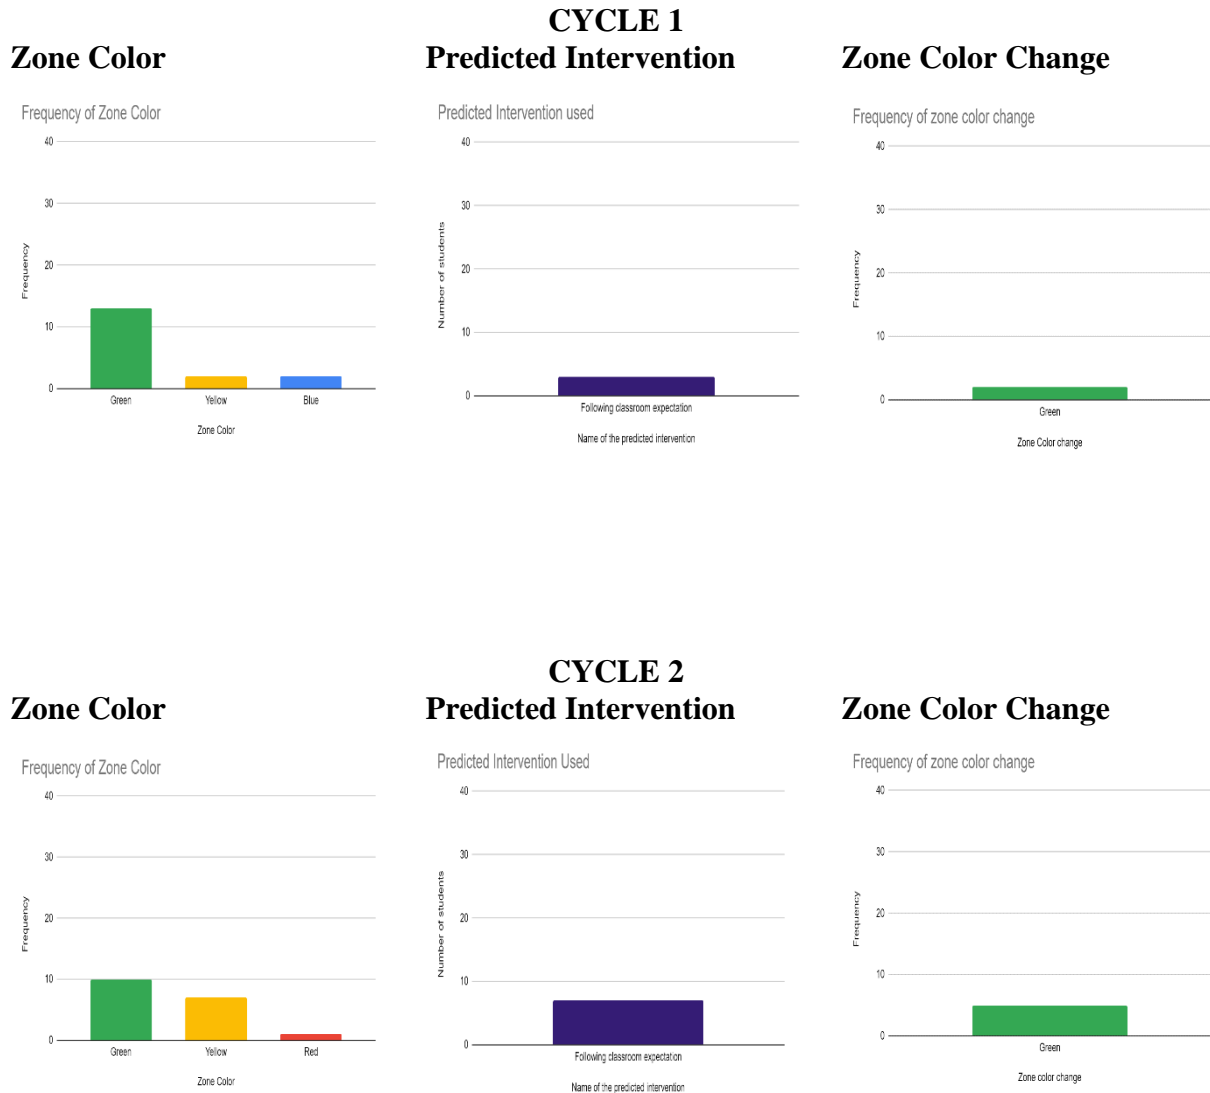 CYCLE 1
Zone Color
Predicted Intervention
Zone Color Change
Frequency of Zone Color
40
30
20
10
0
Frequency
Green
Yellow
Blue
Zone Color
Predicted Intervention used
40
30
20
10
0
Number of students
Following classroom expectation
Name of the predicted intervention
Frequency of zone color change
40
30
20
10
0
Frequency
Green
Zone Color change
CYCLE 2
Zone Color
Predicted Intervention
Zone Color Change
Frequency of Zone Color
40
30
20
10
0
Frequency
Green
Yellow
Red
Zone Color
Predicted Intervention Used
40
30
20
10
0
Number of students
Following classroom expectation
Name of the predicted intervention
Frequency of zone color change
40
30
20
10
0
Frequency
Green
Zone color change